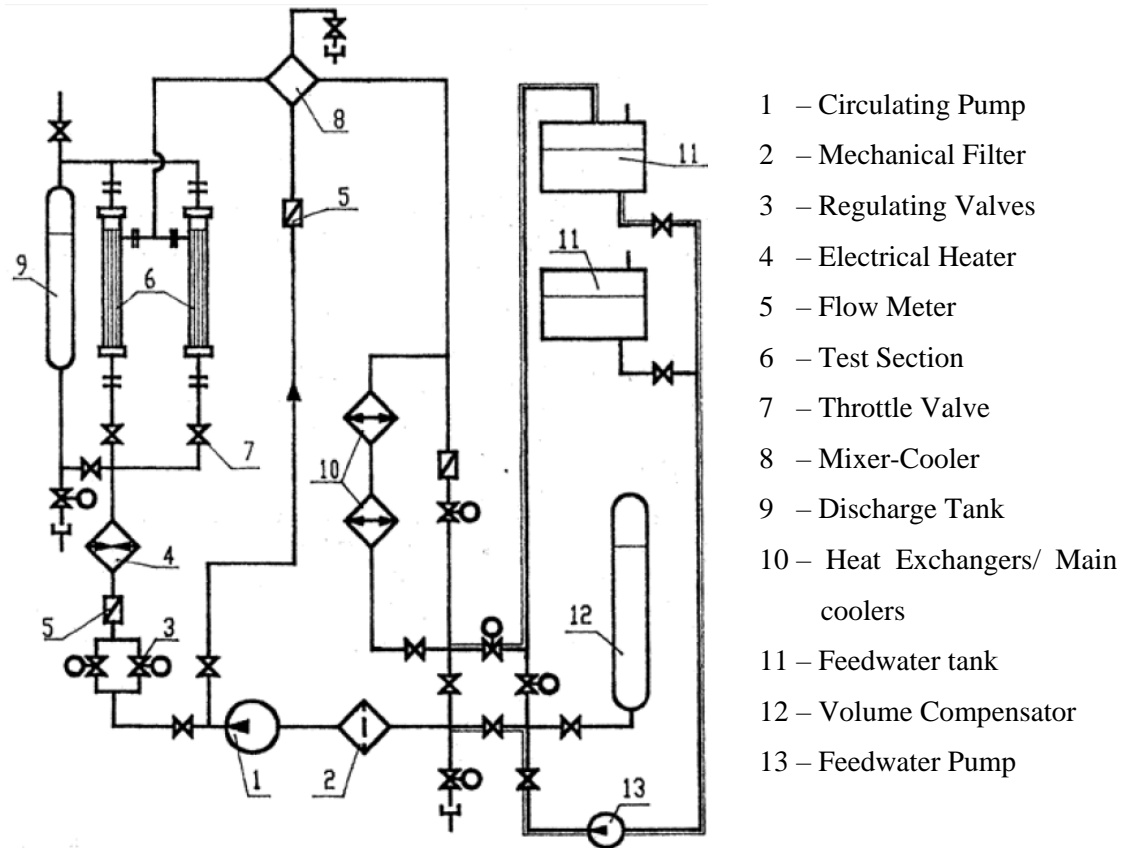 8
5
11
11
9
6
7
10
4
5
3
12
1
2
13
1 – Circulating Pump
2 – Mechanical Filter
3 – Regulating Valves
4 – Electrical Heater
5 – Flow Meter
6 – Test Section
7 – Throttle Valve
8 – Mixer-Cooler
9 – Discharge Tank
10 – Heat Exchangers/ Main
coolers
11 – Feedwater tank
12 – Volume Compensator
13 – Feedwater Pump